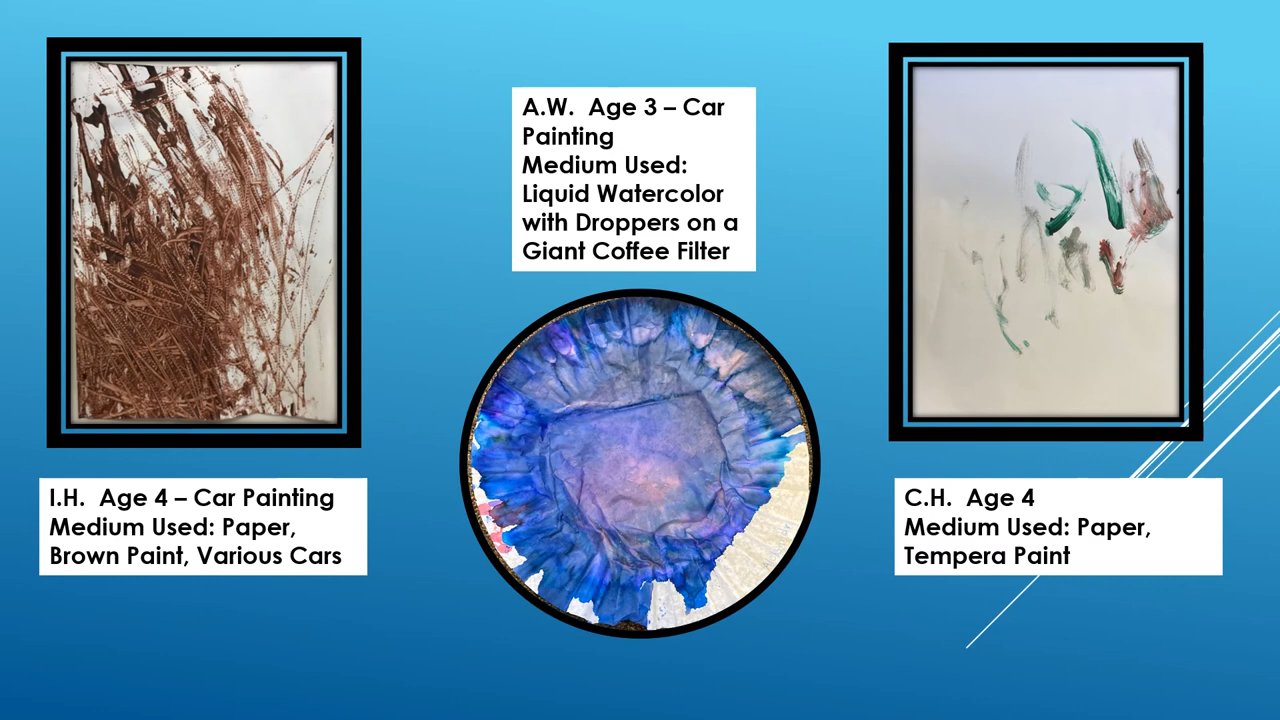 A.W.  Age 3 – Car
Painting
Medium Used:
Liquid Watercolor
with Droppers on a
Giant Coffee Filter
I.H.  Age 4 – Car Painting
Medium Used: Paper,
Brown Paint, Various Cars
C.H.  Age 4
Medium Used: Paper,
Tempera Paint